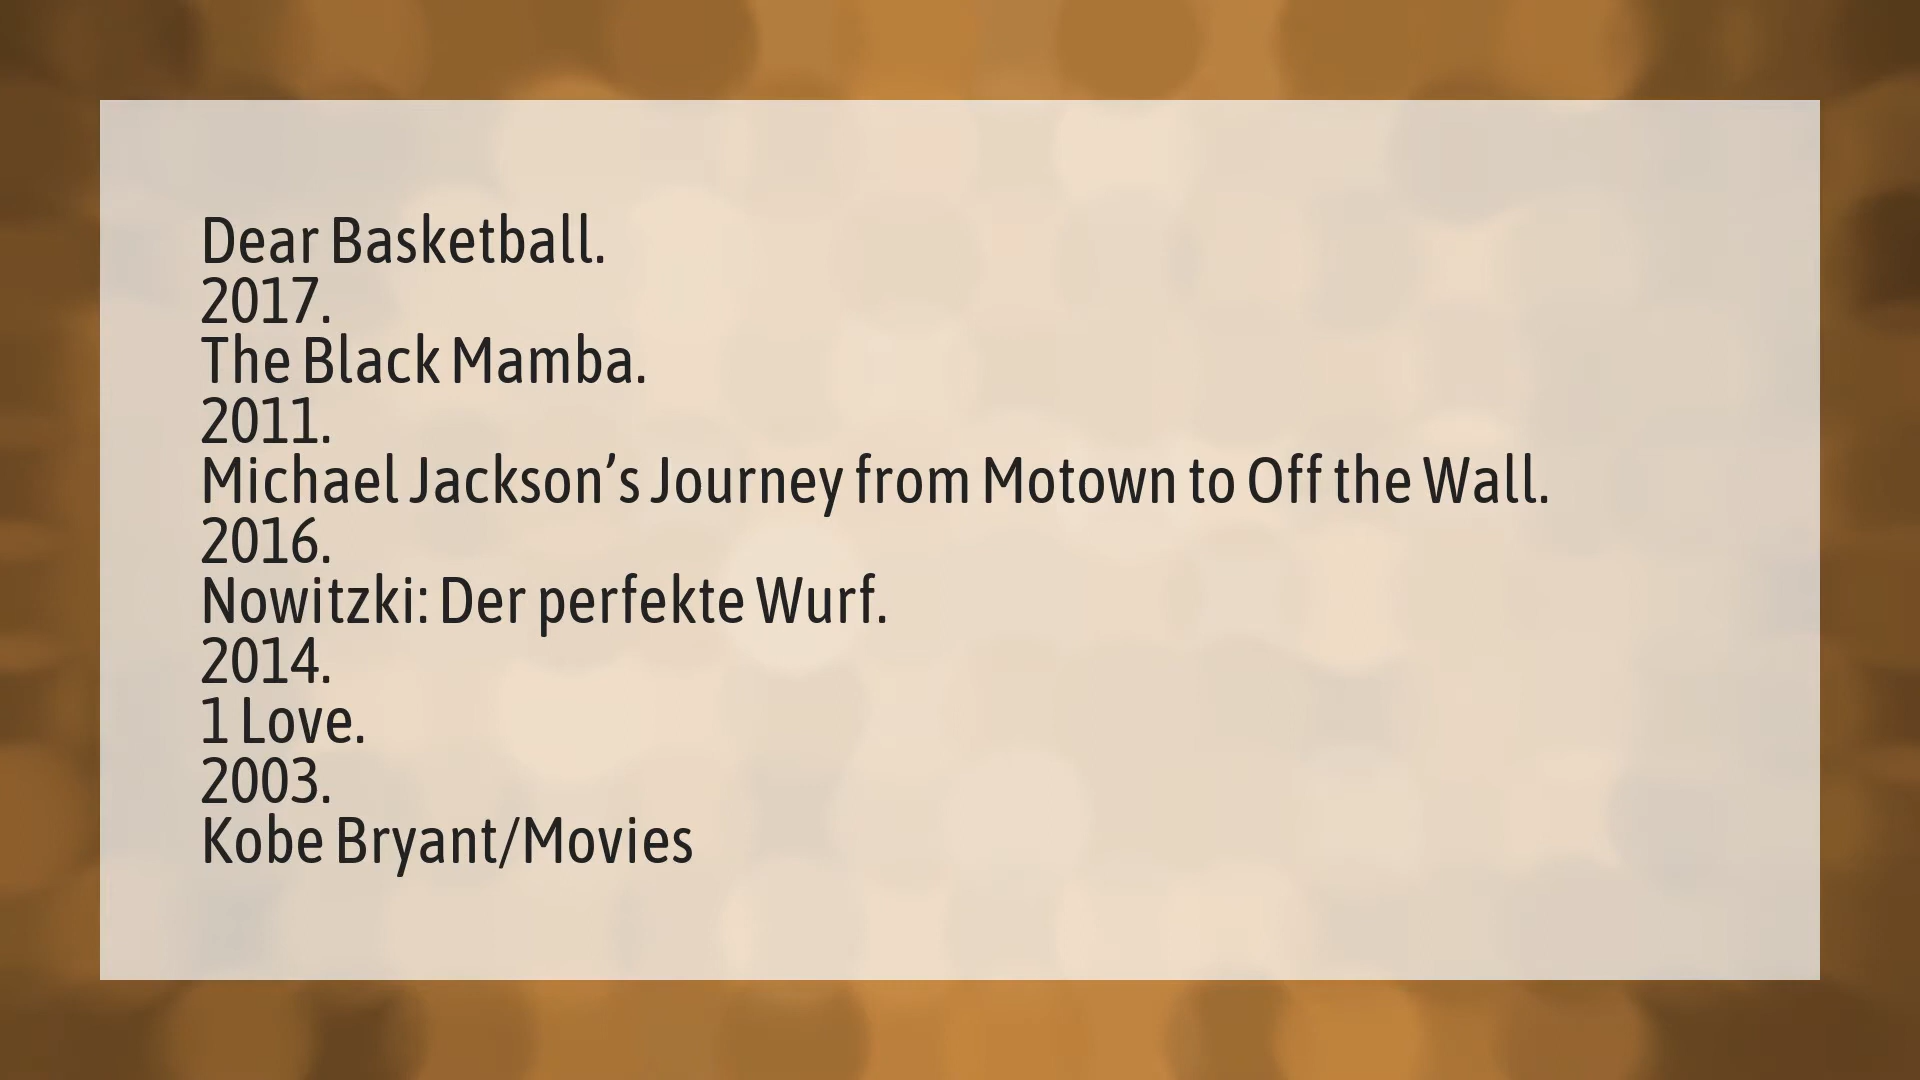 Dear Basketball.
2017.
The Black Mamba.
2011.
Michael Jackson’s Journey from Motown to Off the Wall.
2016.
Nowitzki: Der perfekte Wurf.
2014.
1 Love.
2003.
Kobe Bryant/Movies